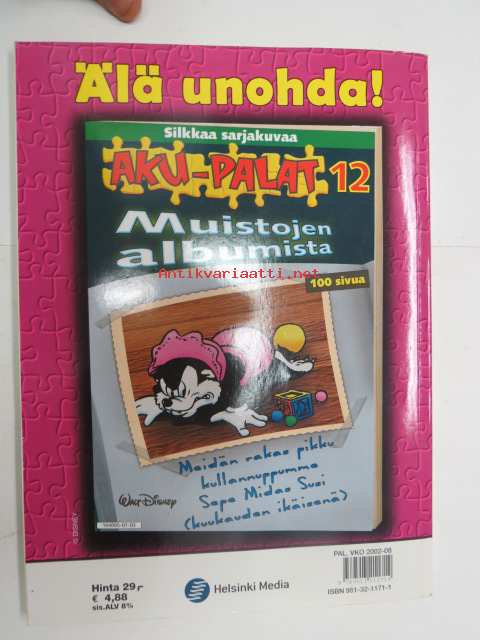 Älä unohda!
Silkkaa sarjakuvaa
AKU-PALAT 12
Muistojen
albumista
Antikvariaatti.net
100 sivua
Meidän rakas pikku
kullannuppumme
Sepe Midas Susi
(kuukauden ikäisenä)
WALT DISNEY
© DISNEY
PAL. VKO 2002-08
Hinta 29,-
€ 4,88
sis.ALV 8%
Helsinki Media
ISBN 951-32-1171-1